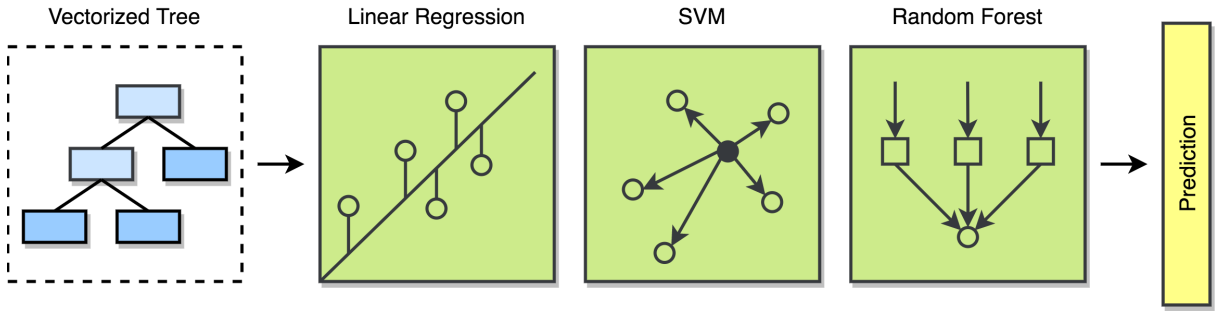 Vectorized Tree
Linear Regression
SVM
Random Forest
Prediction